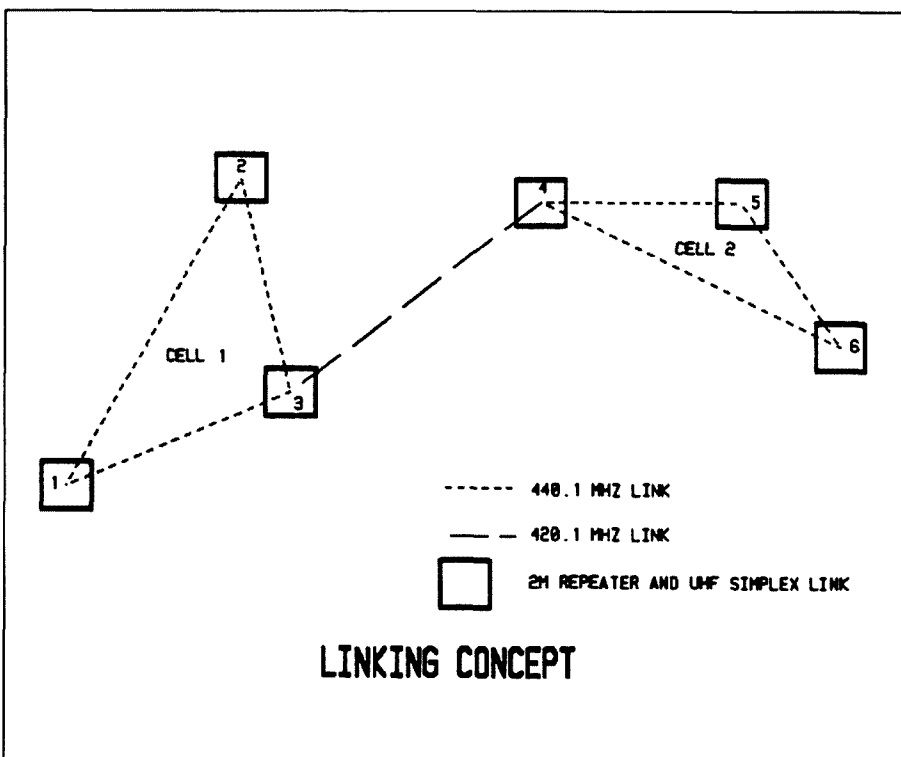 2
4
5
CELL 2
CELL 1
6
3
1
440.1 MHZ LINK
420.1 MHZ LINK
2M REPEATER AND UHF SIMPLEX LINK
LINKING CONCEPT